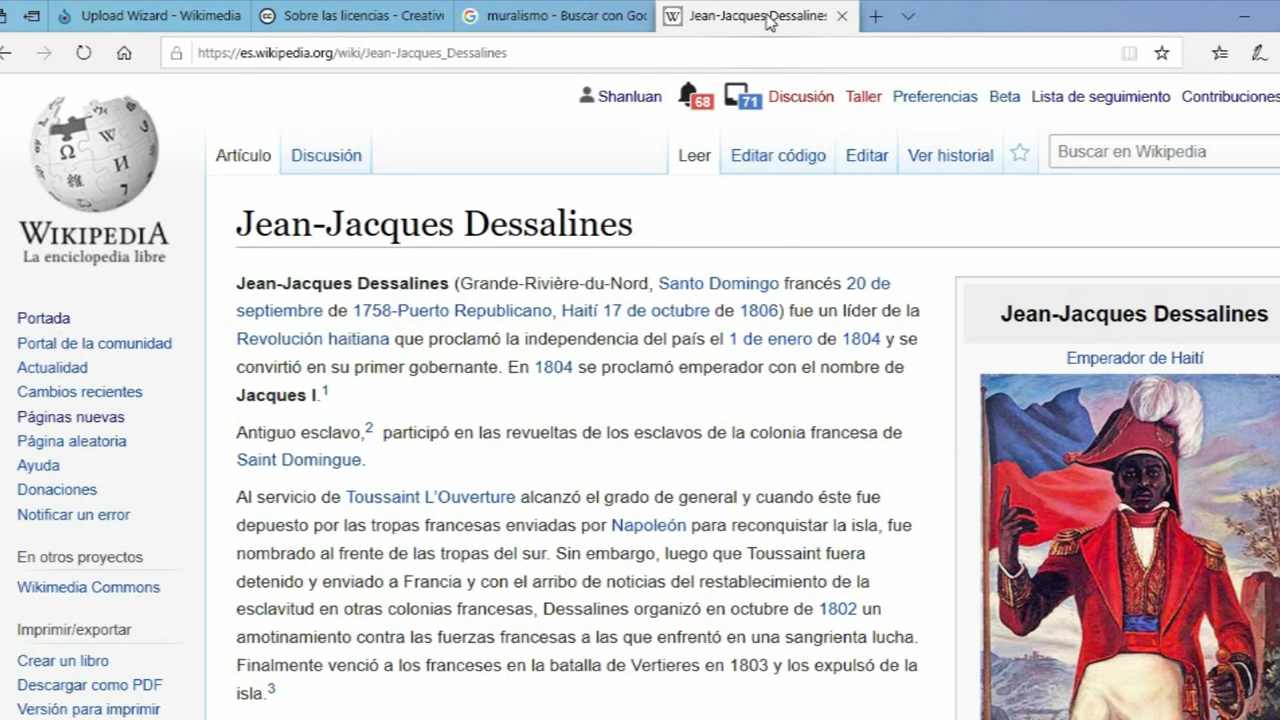 Upload Wizard - Wikimedia
Sobre las licencias - Creativ
muralismo - Buscar con Goo
Jean-Jacques Dessalines
https://es.wikipedia.org/wiki/Jean-Jacques_Dessalines
Shanluan 68 71 Discusión Taller Preferencias Beta Lista de seguimiento Contribuciones
Artículo Discusión Leer Editar código Editar Ver historial Buscar en Wikipedia
WIKIPEDIA
La enciclopedia libre
Portada
Portal de la comunidad
Actualidad
Cambios recientes
Páginas nuevas
Página aleatoria
Ayuda
Donaciones
Notificar un error
En otros proyectos
Wikimedia Commons
Imprimir/exportar
Crear un libro
Descargar como PDF
Versión para imprimir
Jean-Jacques Dessalines
Jean-Jacques Dessalines (Grande-Rivière-du-Nord, Santo Domingo francés 20 de
septiembre de 1758-Puerto Republicano, Haití 17 de octubre de 1806) fue un líder de la
Revolución haitiana que proclamó la independencia del país el 1 de enero de 1804 y se
convirtió en su primer gobernante. En 1804 se proclamó emperador con el nombre de
Jacques I.1
Antiguo esclavo,2 participó en las revueltas de los esclavos de la colonia francesa de
Saint Domingue.
Al servicio de Toussaint L'Ouverture alcanzó el grado de general y cuando éste fue
depuesto por las tropas francesas enviadas por Napoleón para reconquistar la isla, fue
nombrado al frente de las tropas del sur. Sin embargo, luego que Toussaint fuera
detenido y enviado a Francia y con el arribo de noticias del restablecimiento de la
esclavitud en otras colonias francesas, Dessalines organizó en octubre de 1802 un
amotinamiento contra las fuerzas francesas a las que enfrentó en una sangrienta lucha.
Finalmente venció a los franceses en la batalla de Vertieres en 1803 y los expulsó de la
isla.3
Jean-Jacques Dessalines
Emperador de Haití